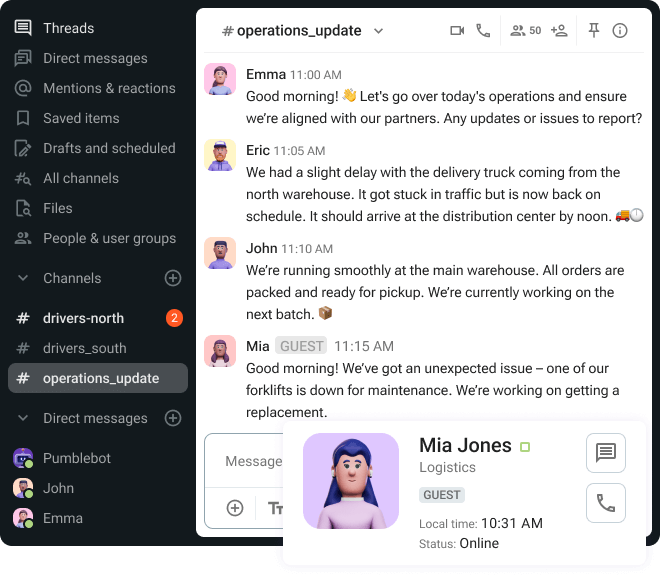 Threads
Direct messages
Mentions & reactions
Saved items
Drafts and scheduled
All channels
Files
People & user groups
Channels
# drivers-north 2
# drivers_south
# operations_update
Direct messages
Pumblebot
John
Emma
# operations_update
50
Emma 11:00 AM
Good morning! 👋 Let's go over today's operations and ensure
we’re aligned with our partners. Any updates or issues to report?
Eric 11:05 AM
We had a slight delay with the delivery truck coming from the
north warehouse. It got stuck in traffic but is now back on
schedule. It should arrive at the distribution center by noon. 🚚🕛
John 11:10 AM
We’re running smoothly at the main warehouse. All orders are
packed and ready for pickup. We’re currently working on the
next batch. 📦
Mia GUEST 11:15 AM
Good morning! We’ve got an unexpected issue – one of our
forklifts is down for maintenance. We’re working on getting a
replacement.
Message
Tт
Mia Jones
Logistics
GUEST
Local time: 10:31 AM
Status: Online